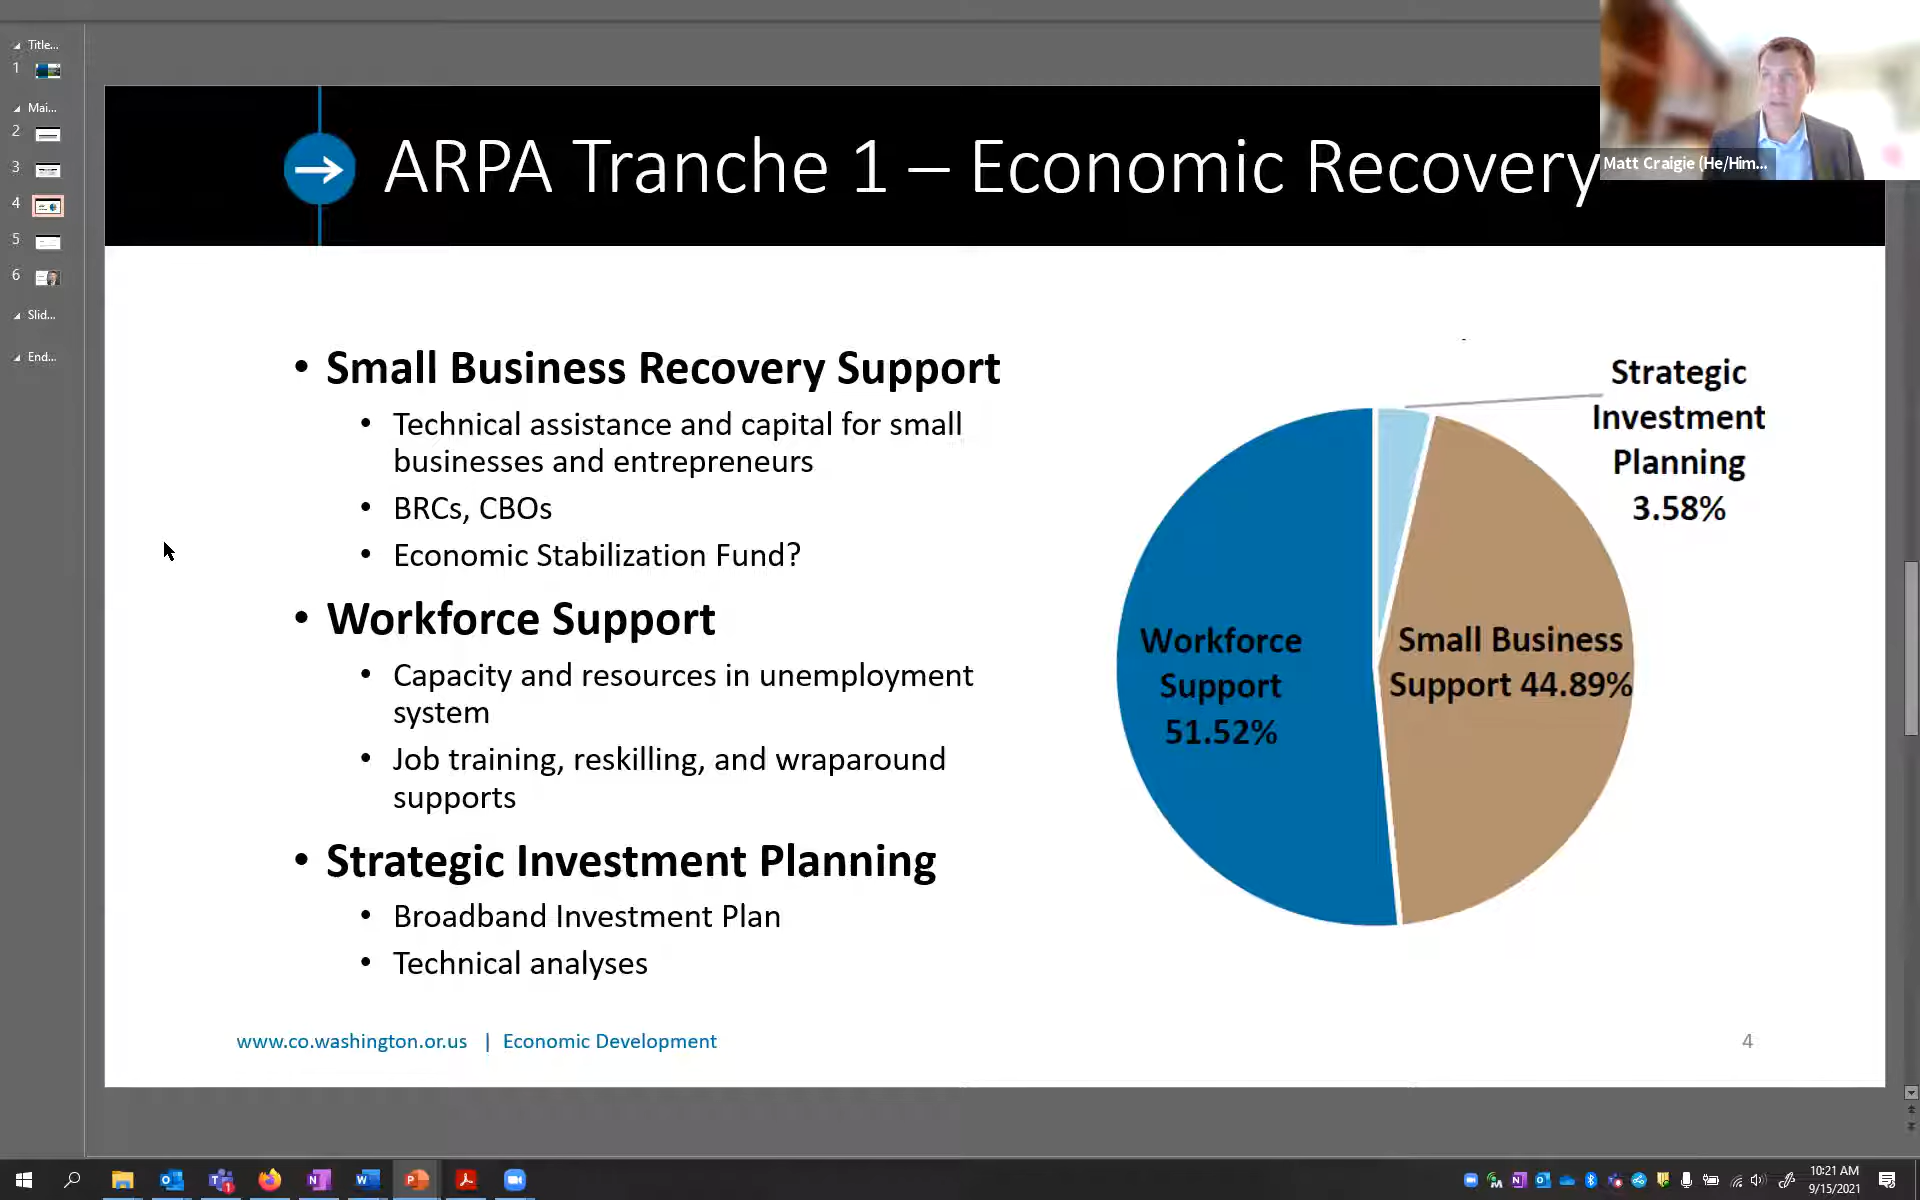 Title...
1
Mai...
2
3
4
5
6
Slid...
End...
ARPA Tranche 1 – Economic Recovery
Matt Craigie (He/Him...
• Small Business Recovery Support
• Technical assistance and capital for small
businesses and entrepreneurs
• BRCs, CBOs
• Economic Stabilization Fund?
• Workforce Support
• Capacity and resources in unemployment
system
• Job training, reskilling, and wraparound
supports
• Strategic Investment Planning
• Broadband Investment Plan
• Technical analyses
Strategic
Investment
Planning
3.58%
Workforce
Support
51.52%
Small Business
Support 44.89%
www.co.washington.or.us | Economic Development
4
10:21 AM
9/15/2021